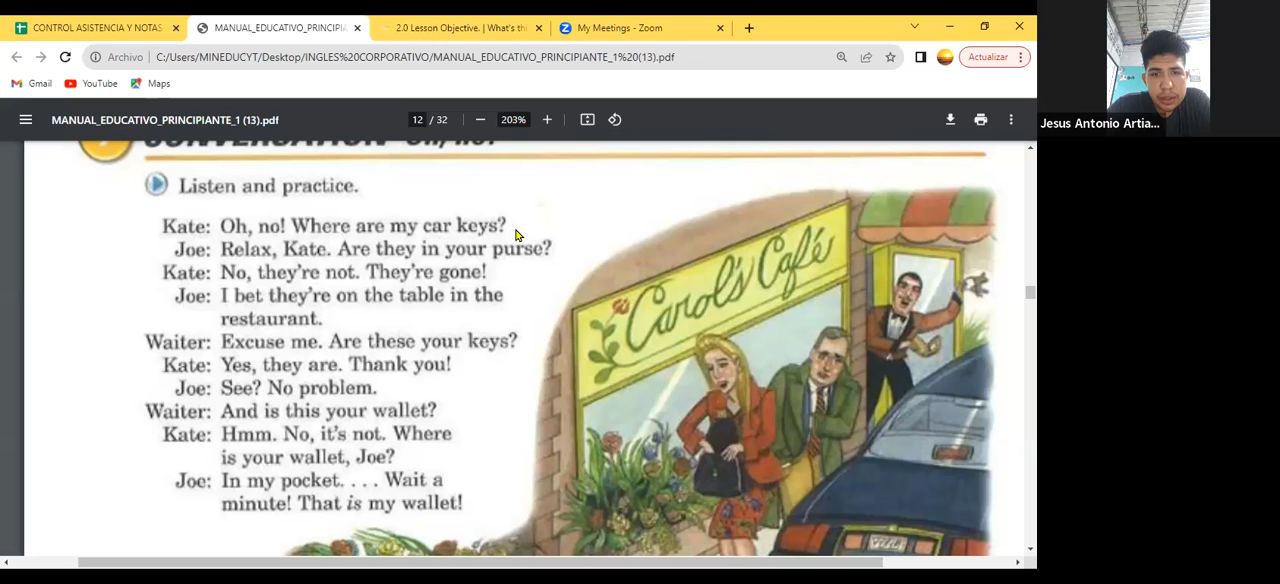 CONTROL ASISTENCIA Y NOTAS
MANUAL_EDUCATIVO_PRINCIPIA
2.0 Lesson Objective. | What's th
My Meetings - Zoom
Archivo
C:/Users/MINEDUCYT/Desktop/INGLES%20CORPORATIVO/MANUAL_EDUCATIVO_PRINCIPIANTE_1%20(13).pdf
Actualizar
Gmail
YouTube
Maps
MANUAL_EDUCATIVO_PRINCIPIANTE_1 (13).pdf
12 / 32
203%
Jesus Antonio Artia...
CONVERSATION Oh, no!
Listen and practice.
Kate: Oh, no! Where are my car keys?
Joe: Relax, Kate. Are they in your purse?
Kate: No, they're not. They're gone!
Joe: I bet they're on the table in the
restaurant.
Waiter: Excuse me. Are these your keys?
Kate: Yes, they are. Thank you!
Joe: See? No problem.
Waiter: And is this your wallet?
Kate: Hmm. No, it's not. Where
is your wallet, Joe?
Joe: In my pocket. . . . Wait a
minute! That is my wallet!
Carol's Café